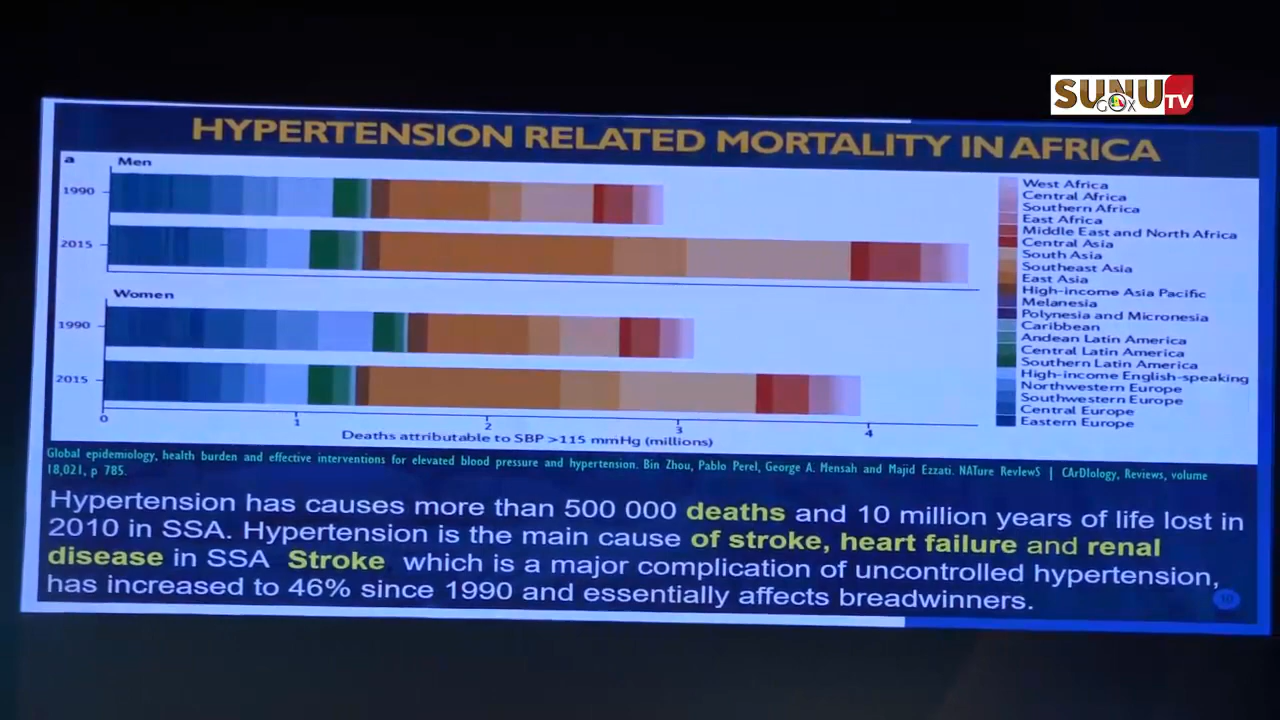 SUNU
GOX
TV
HYPERTENSION RELATED MORTALITY IN AFRICA
a
Men
1990
2015
Women
1990
2015
0
1
2
3
4
Deaths attributable to SBP >115 mmHg (millions)
West Africa
Central Africa
Southern Africa
East Africa
Middle East and North Africa
Central Asia
South Asia
Southeast Asia
East Asia
High-income Asia Pacific
Melanesia
Polynesia and Micronesia
Caribbean
Andean Latin America
Central Latin America
Southern Latin America
High-income English-speaking
Northwestern Europe
Southwestern Europe
Central Europe
Eastern Europe
Global epidemiology, health burden and effective interventions for elevated blood pressure and hypertension. Bin Zhou, Pablo Perel, George A. Mensah and Majid Ezzati. NATure RevIewS | CArDIology, Reviews, volume
18,021, p 785.
Hypertension has causes more than 500 000 deaths and 10 million years of life lost in
2010 in SSA. Hypertension is the main cause of stroke, heart failure and renal
disease in SSA Stroke which is a major complication of uncontrolled hypertension,
has increased to 46% since 1990 and essentially affects breadwinners.
10